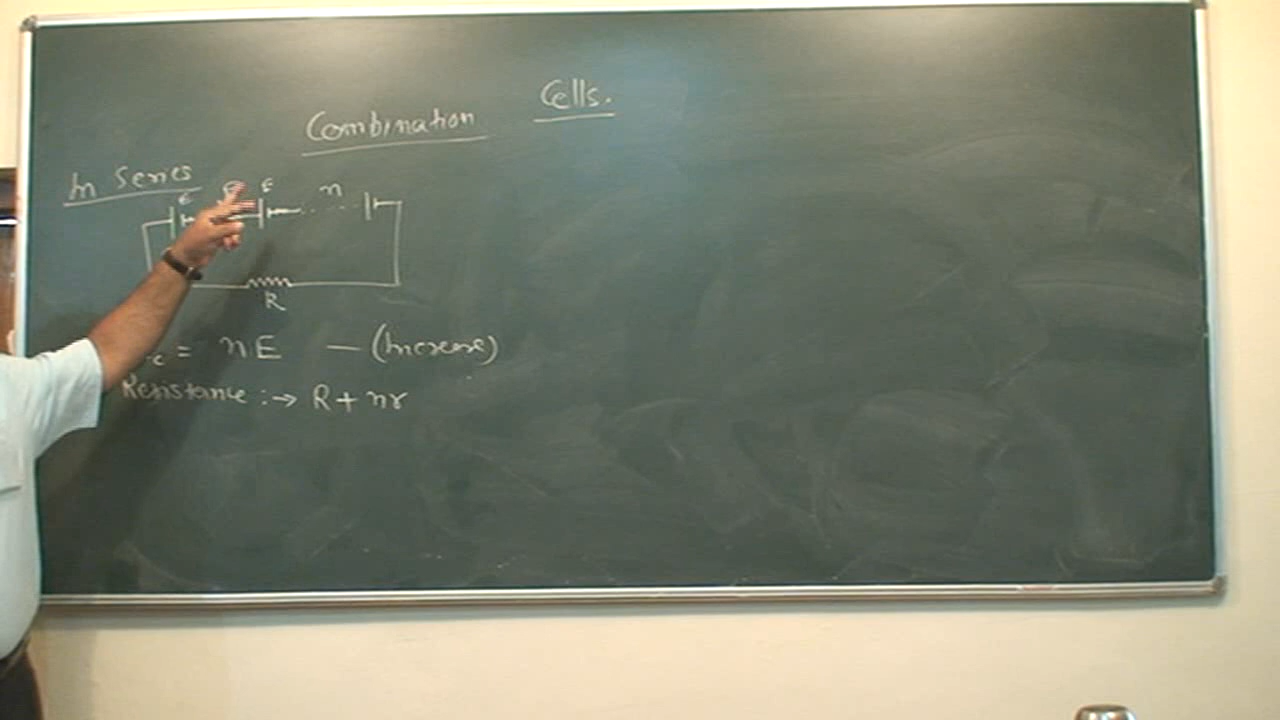 Combination Cells.
In Series
E E E n
R
= nE — (Increase)
Resistance :→ R + nr